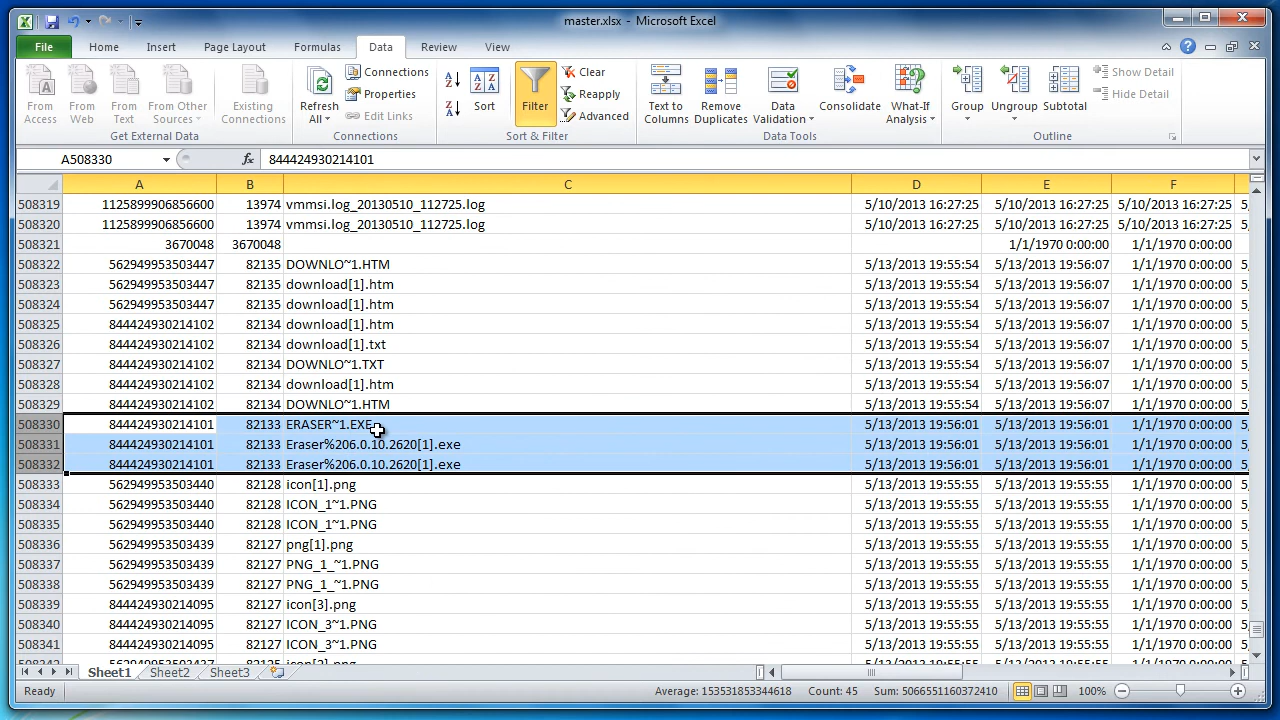 master.xlsx - Microsoft Excel
File Home Insert Page Layout Formulas Data Review View
From Access
From Web
From Text
From Other Sources
Existing Connections
Get External Data
Refresh All
Connections
Properties
Edit Links
Connections
Sort
Filter
Clear
Reapply
Advanced
Sort & Filter
Text to Columns
Remove Duplicates
Data Validation
Consolidate
What-If Analysis
Data Tools
Group
Ungroup
Subtotal
Show Detail
Hide Detail
Outline
A508330 fx 844424930214101
A B C D E F
508319 1125899906856600 13974 vmmsi.log_20130510_112725.log 5/10/2013 16:27:25 5/10/2013 16:27:25 5/10/2013 16:27:25 5/
508320 1125899906856600 13974 vmmsi.log_20130510_112725.log 5/10/2013 16:27:25 5/10/2013 16:27:25 5/10/2013 16:27:25 5/
508321 3670048 3670048 1/1/1970 0:00:00 1/1/1970 0:00:00
508322 562949953503447 82135 DOWNLO~1.HTM 5/13/2013 19:55:54 5/13/2013 19:56:07 1/1/1970 0:00:00 5/
508323 562949953503447 82135 download[1].htm 5/13/2013 19:55:54 5/13/2013 19:56:07 1/1/1970 0:00:00 5/
508324 562949953503447 82135 download[1].htm 5/13/2013 19:55:54 5/13/2013 19:56:07 1/1/1970 0:00:00 5/
508325 844424930214102 82134 download[1].htm 5/13/2013 19:55:54 5/13/2013 19:56:07 1/1/1970 0:00:00 5/
508326 844424930214102 82134 download[1].txt 5/13/2013 19:55:54 5/13/2013 19:56:07 1/1/1970 0:00:00 5/
508327 844424930214102 82134 DOWNLO~1.TXT 5/13/2013 19:55:54 5/13/2013 19:56:07 1/1/1970 0:00:00 5/
508328 844424930214102 82134 download[1].htm 5/13/2013 19:55:54 5/13/2013 19:56:07 1/1/1970 0:00:00 5/
508329 844424930214102 82134 DOWNLO~1.HTM 5/13/2013 19:55:54 5/13/2013 19:56:07 1/1/1970 0:00:00 5/
508330 844424930214101 82133 ERASER~1.EXE 5/13/2013 19:56:01 5/13/2013 19:56:01 1/1/1970 0:00:00 5/
508331 844424930214101 82133 Eraser%206.0.10.2620[1].exe 5/13/2013 19:56:01 5/13/2013 19:56:01 1/1/1970 0:00:00 5/
508332 844424930214101 82133 Eraser%206.0.10.2620[1].exe 5/13/2013 19:56:01 5/13/2013 19:56:01 1/1/1970 0:00:00 5/
508333 562949953503440 82128 icon[1].png 5/13/2013 19:55:55 5/13/2013 19:55:55 1/1/1970 0:00:00 5/
508334 562949953503440 82128 ICON_1~1.PNG 5/13/2013 19:55:55 5/13/2013 19:55:55 1/1/1970 0:00:00 5/
508335 562949953503440 82128 ICON_1~1.PNG 5/13/2013 19:55:55 5/13/2013 19:55:55 1/1/1970 0:00:00 5/
508336 562949953503439 82127 png[1].png 5/13/2013 19:55:55 5/13/2013 19:55:55 1/1/1970 0:00:00 5/
508337 562949953503439 82127 PNG_1_~1.PNG 5/13/2013 19:55:55 5/13/2013 19:55:55 1/1/1970 0:00:00 5/
508338 562949953503439 82127 PNG_1_~1.PNG 5/13/2013 19:55:55 5/13/2013 19:55:55 1/1/1970 0:00:00 5/
508339 844424930214095 82127 icon[3].png 5/13/2013 19:55:55 5/13/2013 19:55:55 1/1/1970 0:00:00 5/
508340 844424930214095 82127 ICON_3~1.PNG 5/13/2013 19:55:55 5/13/2013 19:55:55 1/1/1970 0:00:00 5/
508341 844424930214095 82127 ICON_3~1.PNG 5/13/2013 19:55:55 5/13/2013 19:55:55 1/1/1970 0:00:00 5/
Sheet1 Sheet2 Sheet3
Ready Average: 153531853344618 Count: 45 Sum: 5066551160372410 100%